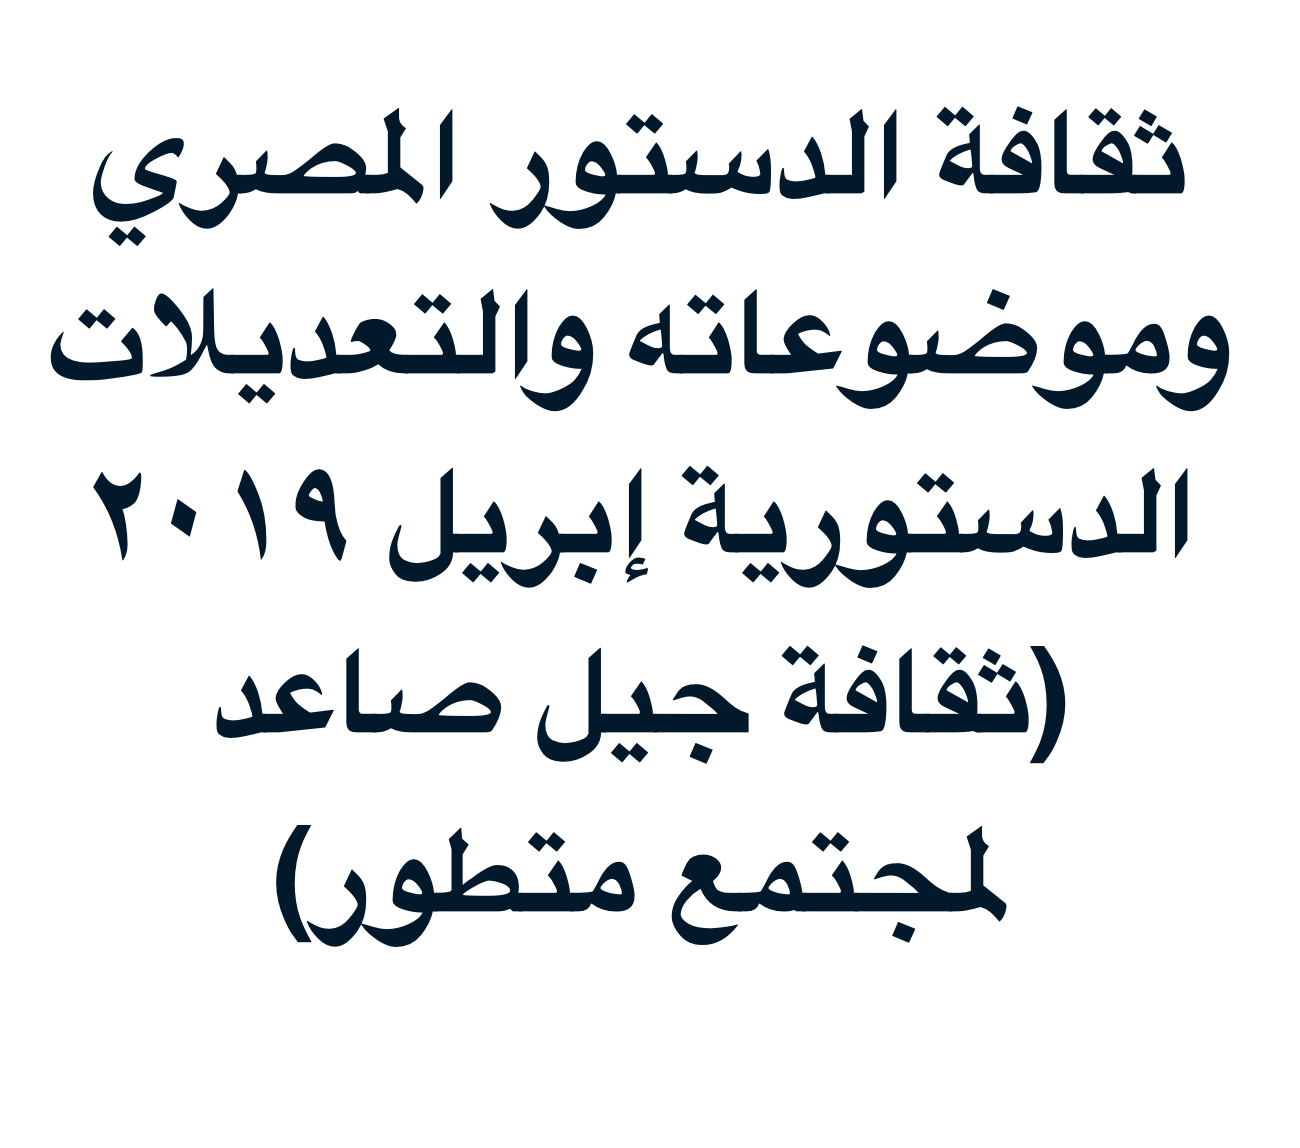 ثقافة الدستور المصري
وموضوعاته والتعديلات
الدستورية إبريل ٢٠١٩
(ثقافة جيل صاعد
لمجتمع متطور)